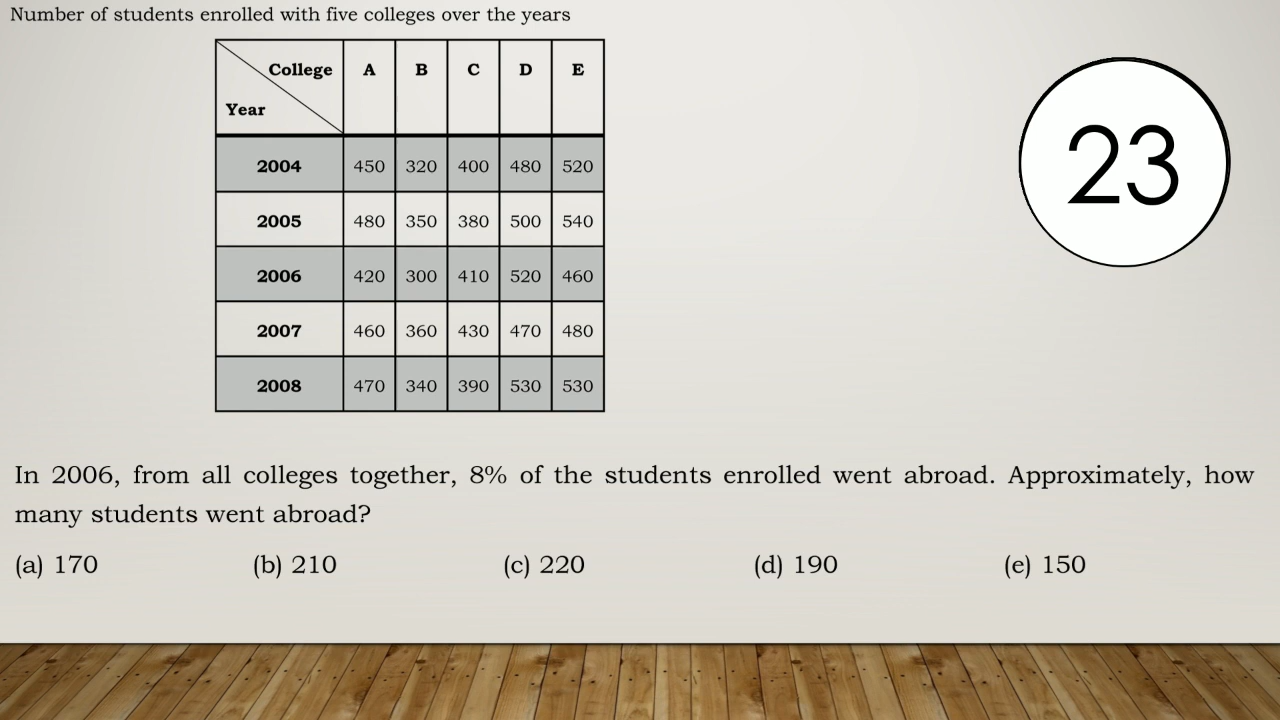 Number of students enrolled with five colleges over the years
College A B C D E
Year
2004 450 320 400 480 520
2005 480 350 380 500 540
2006 420 300 410 520 460
2007 460 360 430 470 480
2008 470 340 390 530 530
23
In 2006, from all colleges together, 8% of the students enrolled went abroad. Approximately, how
many students went abroad?
(a) 170 (b) 210 (c) 220 (d) 190 (e) 150